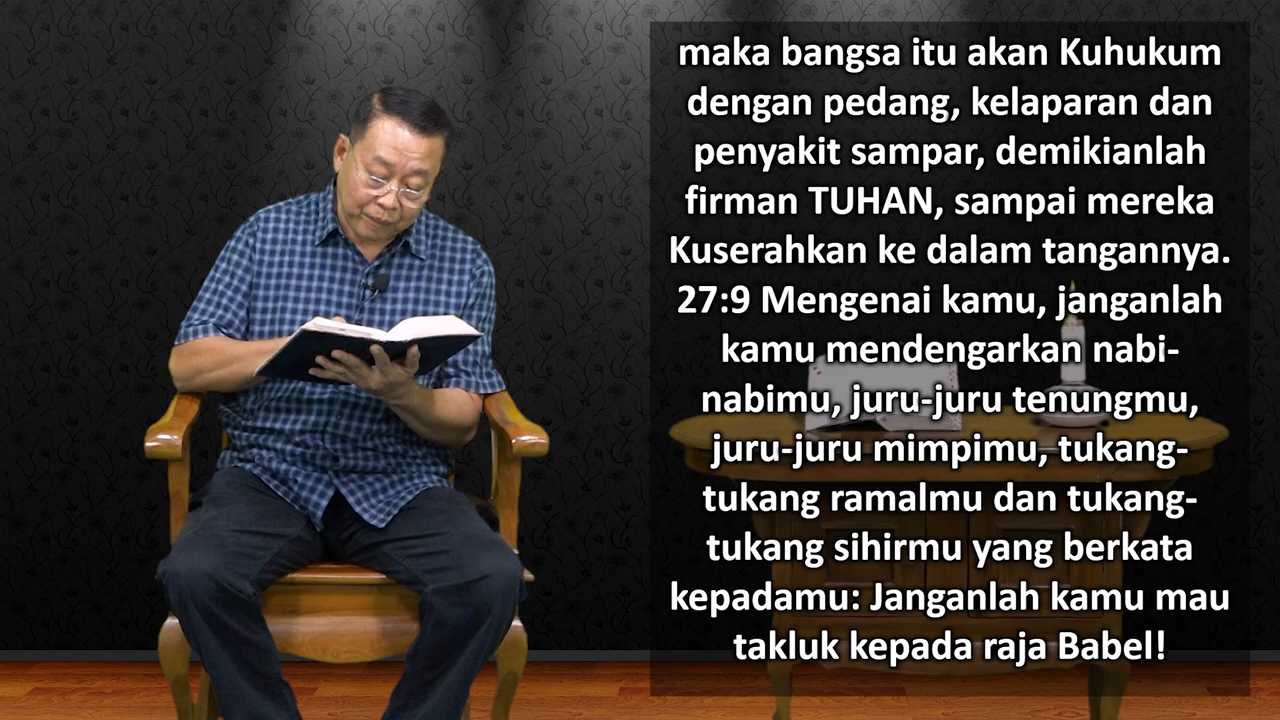 maka bangsa itu akan Kuhukum
dengan pedang, kelaparan dan
penyakit sampar, demikianlah
firman TUHAN, sampai mereka
Kuserahkan ke dalam tangannya.
27:9 Mengenai kamu, janganlah
kamu mendengarkan nabi-
nabimu, juru-juru tenungmu,
juru-juru mimpimu, tukang-
tukang ramalmu dan tukang-
tukang sihirmu yang berkata
kepadamu: Janganlah kamu mau
takluk kepada raja Babel!